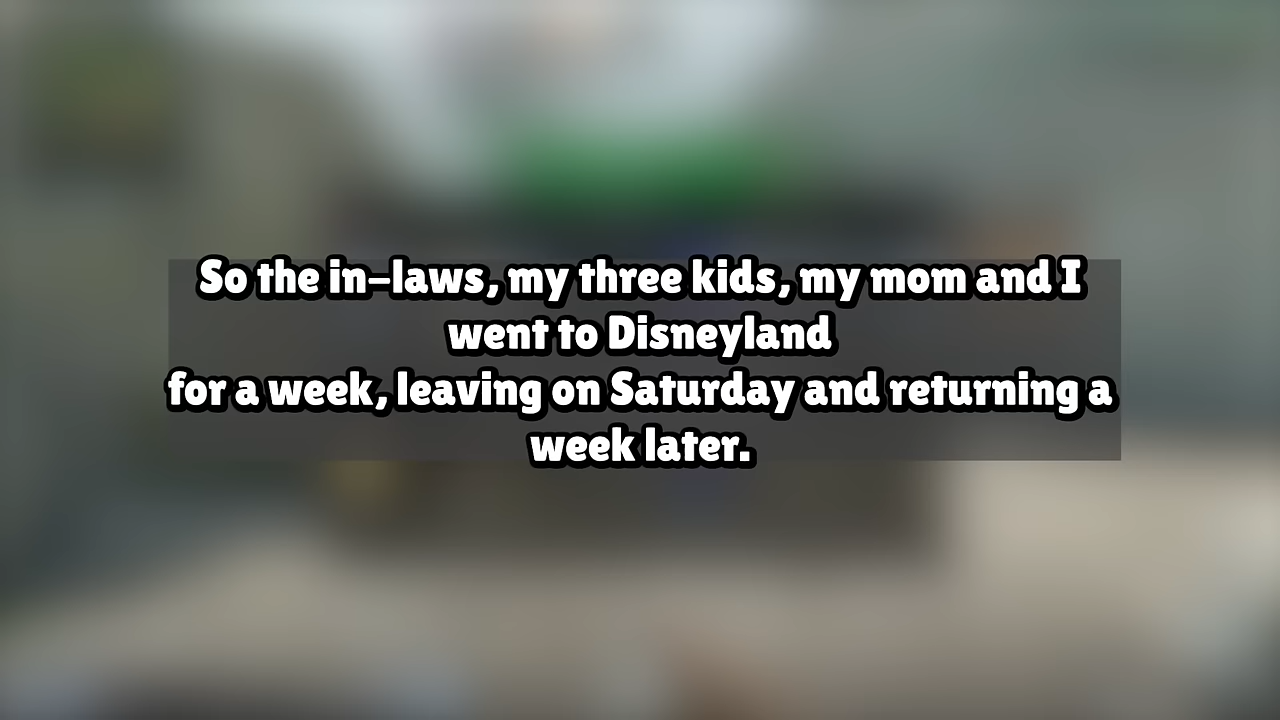 So the in-laws, my three kids, my mom and I
went to Disneyland
for a week, leaving on Saturday and returning a
week later.